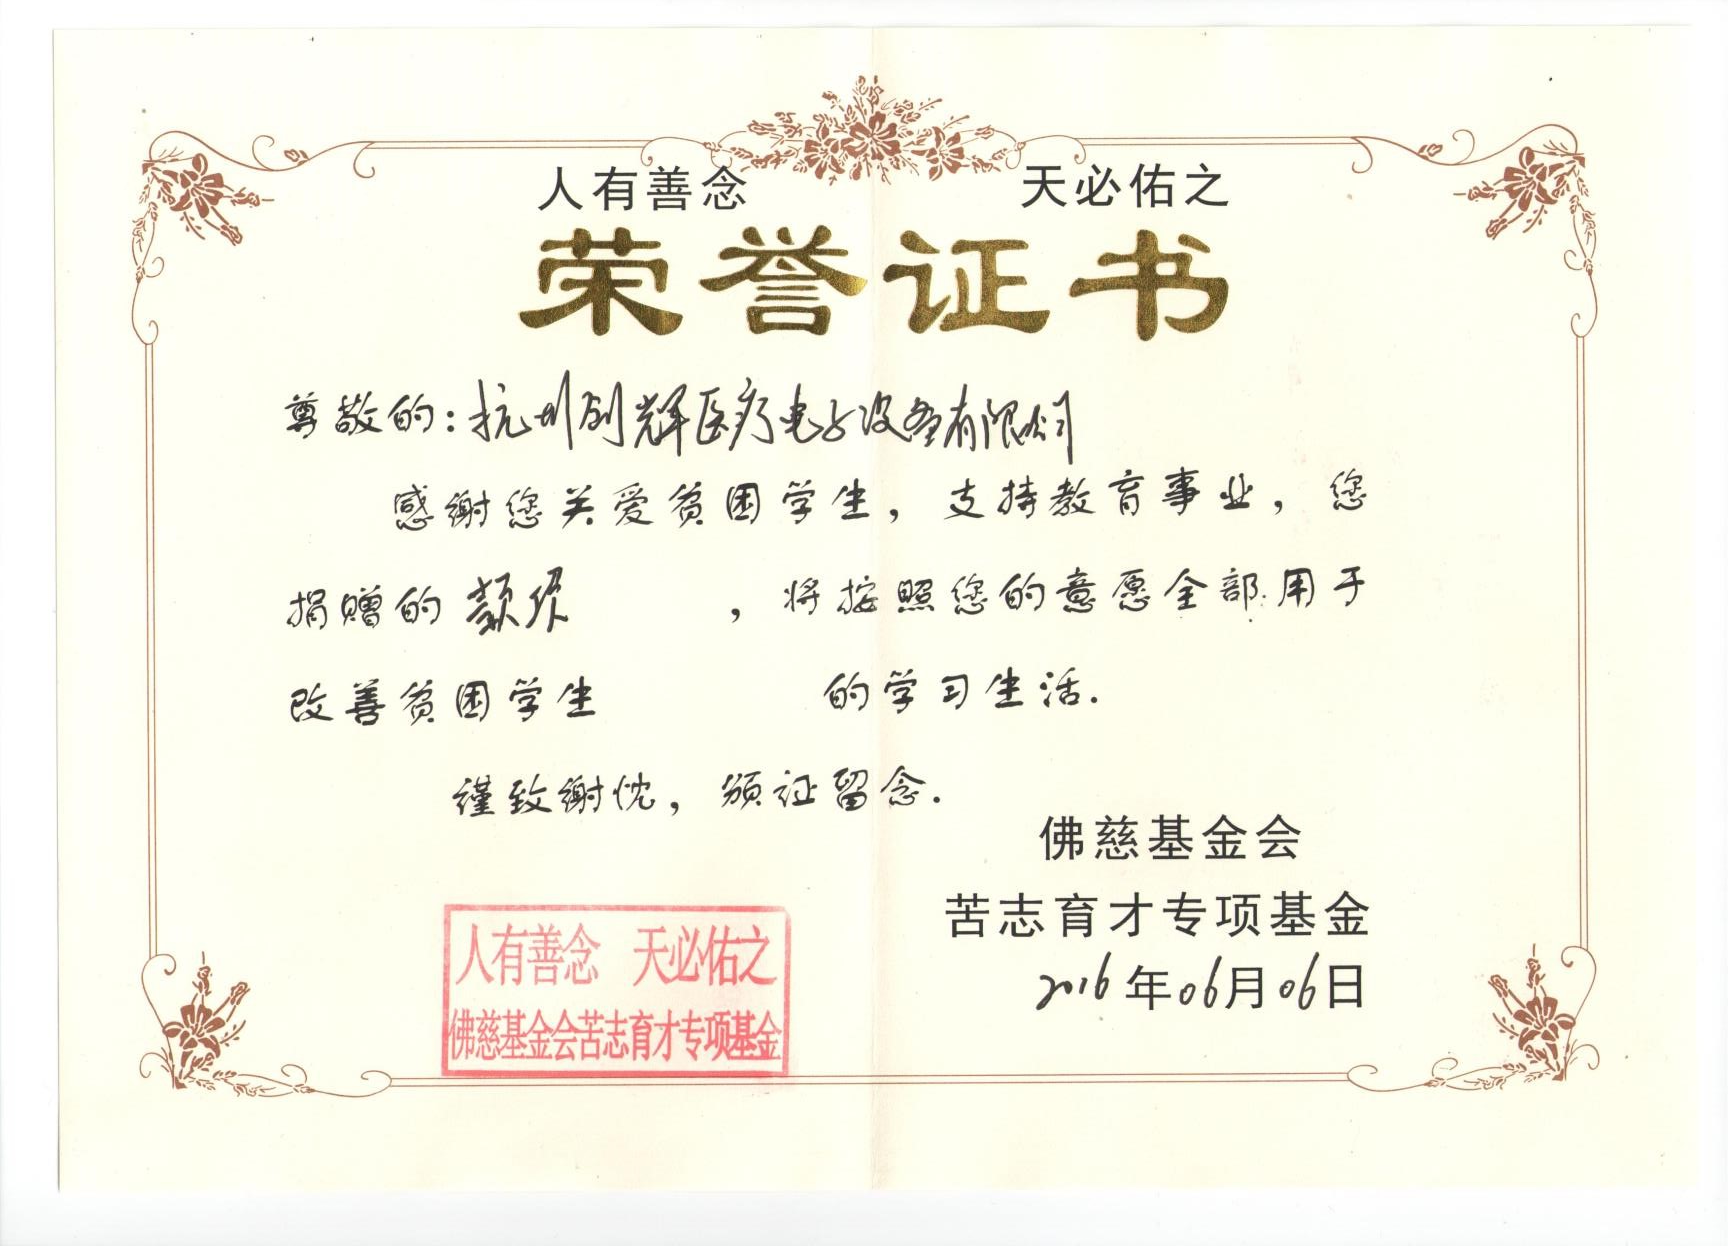 人有善念 天必佑之
荣誉证书
尊敬的：杭州创辉医疗电子设备有限公司
感谢您关爱贫困学生，支持教育事业，您
捐赠的 款项 ，将按照您的意愿全部用于
改善贫困学生 的学习生活.
谨致谢忱，颁证留念.
佛慈基金会
苦志育才专项基金
2016年06月06日
人有善念 天必佑之
佛慈基金会苦志育才专项基金